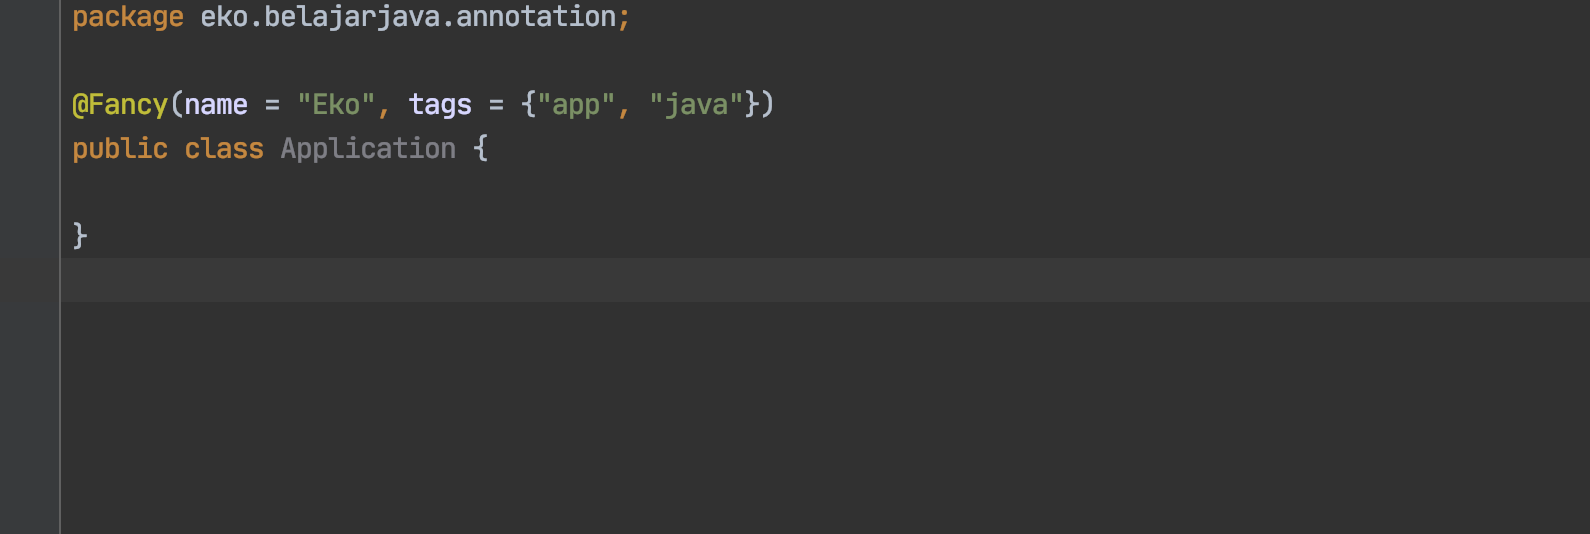 package eko.belajarjava.annotation;
@Fancy(name = "Eko", tags = {"app", "java"})
public class Application {
}